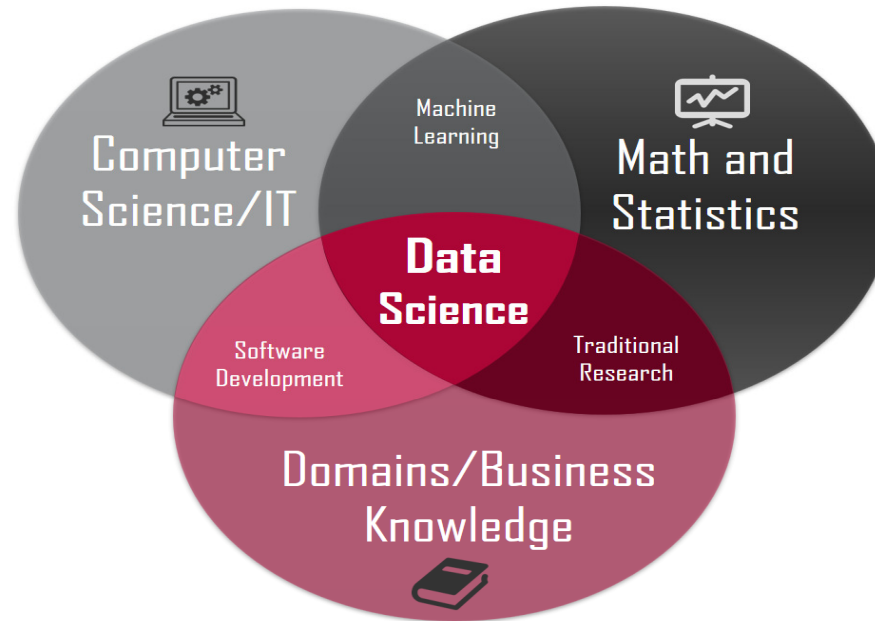 Machine
Learning
Computer
Science/IT
Math and
Statistics
Data
Science
Software
Development
Traditional
Research
Domains/Business
Knowledge